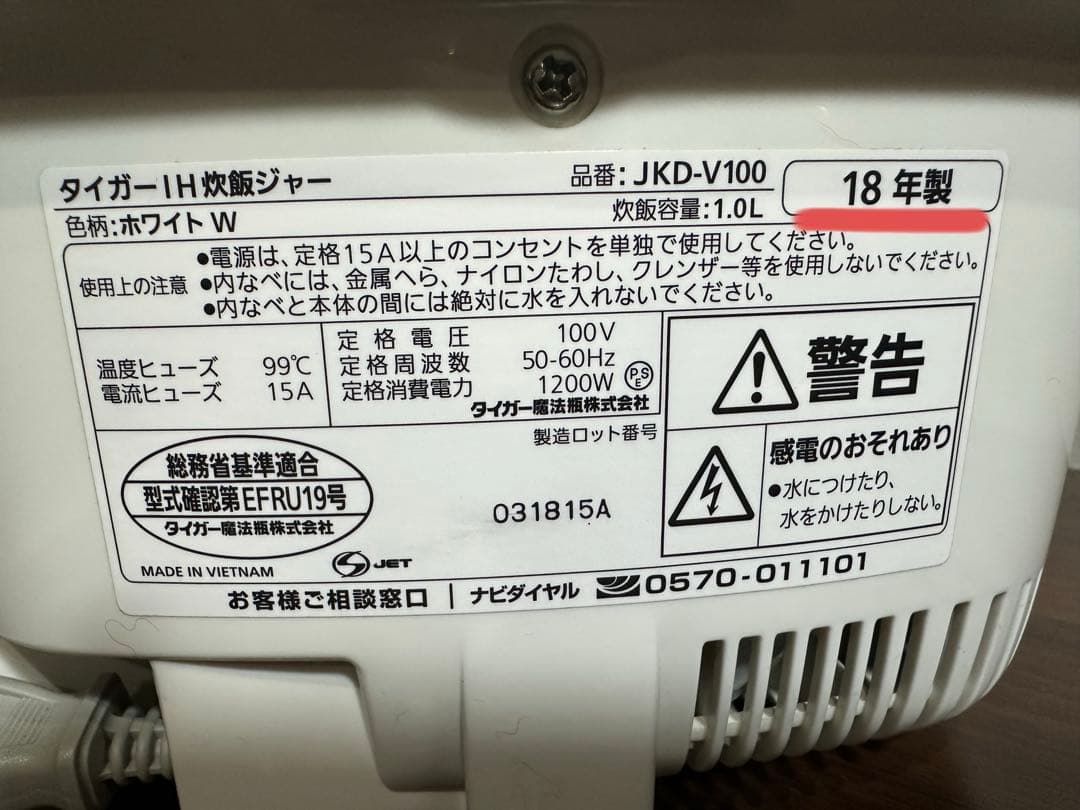 タイガーIH炊飯ジャー
品番:JKD-V100
18 年製
色柄:ホワイト W
炊飯容量:1.0L
使用上の注意
●電源は、定格15A以上のコンセントを単独で使用してください。
●内なべには、金属へら、ナイロンたわし、クレンザー等を使用しないでください。
●内なべと本体の間には絶対に水を入れないでください。
温度ヒューズ 99℃
電流ヒューズ 15A
定格電圧 100V
定格周波数 50-60Hz
定格消費電力 1200W
PSE
タイガー魔法瓶株式会社
警告
感電のおそれあり
●水につけたり、
水をかけたりしない。
製造ロット番号
031815A
総務省基準適合
型式確認第EFRU19号
タイガー魔法瓶株式会社
MADE IN VIETNAM
JET
お客様ご相談窓口 | ナビダイヤル 0570-011101